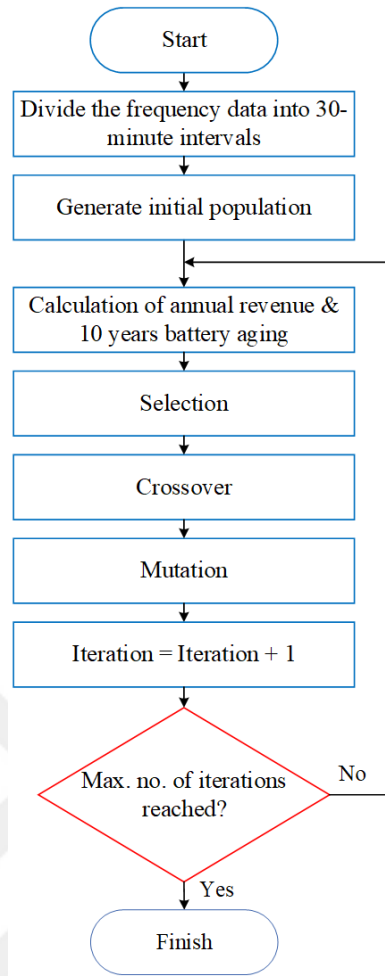 Start
Divide the frequency data into 30-
minute intervals
Generate initial population
Calculation of annual revenue &
10 years battery aging
Selection
Crossover
Mutation
Iteration = Iteration + 1
Max. no. of iterations
reached?
No
Yes
Finish